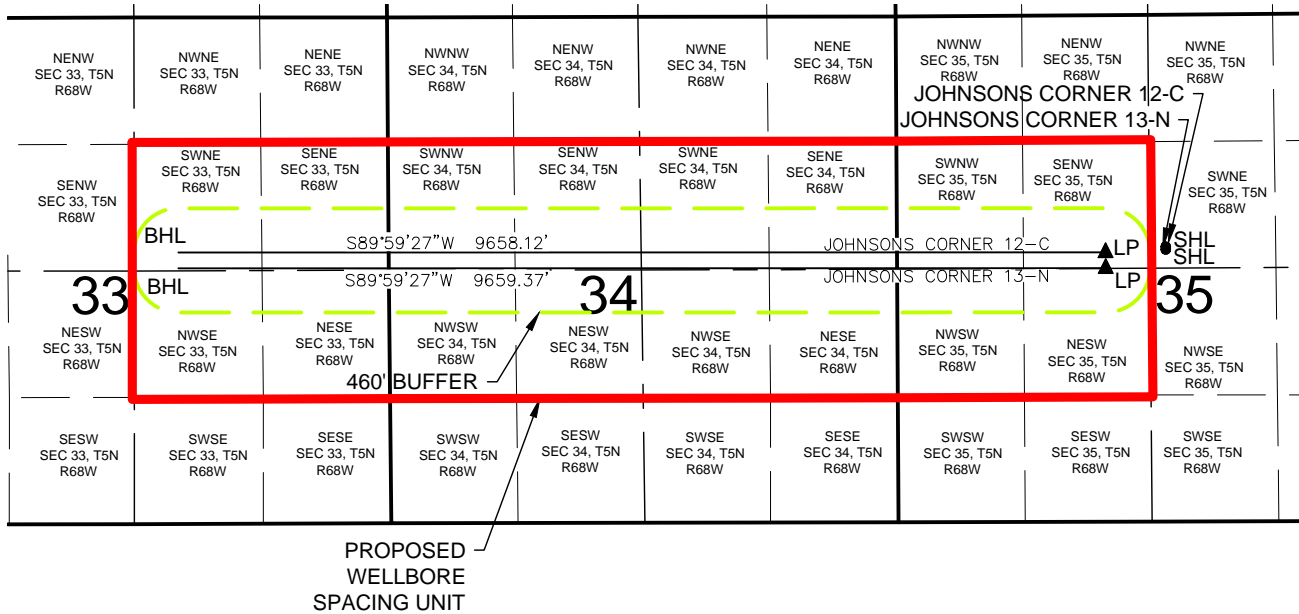 NENW
SEC 33, T5N
R68W
NWNE
SEC 33, T5N
R68W
NENE
SEC 33, T5N
R68W
NWNW
SEC 34, T5N
R68W
NENW
SEC 34, T5N
R68W
NWNE
SEC 34, T5N
R68W
NENE
SEC 34, T5N
R68W
NWNW
SEC 35, T5N
R68W
NENW
SEC 35, T5N
R68W
NWNE
SEC 35, T5N
R68W
JOHNSONS CORNER 12-C
JOHNSONS CORNER 13-N
SENW
SEC 33, T5N
R68W
SWNE
SEC 33, T5N
R68W
SENE
SEC 33, T5N
R68W
SWNW
SEC 34, T5N
R68W
SENW
SEC 34, T5N
R68W
SWNE
SEC 34, T5N
R68W
SENE
SEC 34, T5N
R68W
SWNW
SEC 35, T5N
R68W
SENW
SEC 35, T5N
R68W
SWNE
SEC 35, T5N
R68W
BHL
S89°59'27"W 9658.12'
JOHNSONS CORNER 12-C
LP
SHL
SHL
BHL
S89°59'27"W 9659.37'
JOHNSONS CORNER 13-N
LP
33
34
35
NESW
SEC 33, T5N
R68W
NWSE
SEC 33, T5N
R68W
NESE
SEC 33, T5N
R68W
NWSW
SEC 34, T5N
R68W
NESW
SEC 34, T5N
R68W
NWSE
SEC 34, T5N
R68W
NESE
SEC 34, T5N
R68W
NWSW
SEC 35, T5N
R68W
NESW
SEC 35, T5N
R68W
NWSE
SEC 35, T5N
R68W
460' BUFFER
SESW
SEC 33, T5N
R68W
SWSE
SEC 33, T5N
R68W
SESE
SEC 33, T5N
R68W
SWSW
SEC 34, T5N
R68W
SESW
SEC 34, T5N
R68W
SWSE
SEC 34, T5N
R68W
SESE
SEC 34, T5N
R68W
SWSW
SEC 35, T5N
R68W
SESW
SEC 35, T5N
R68W
SWSE
SEC 35, T5N
R68W
PROPOSED
WELLBORE
SPACING UNIT